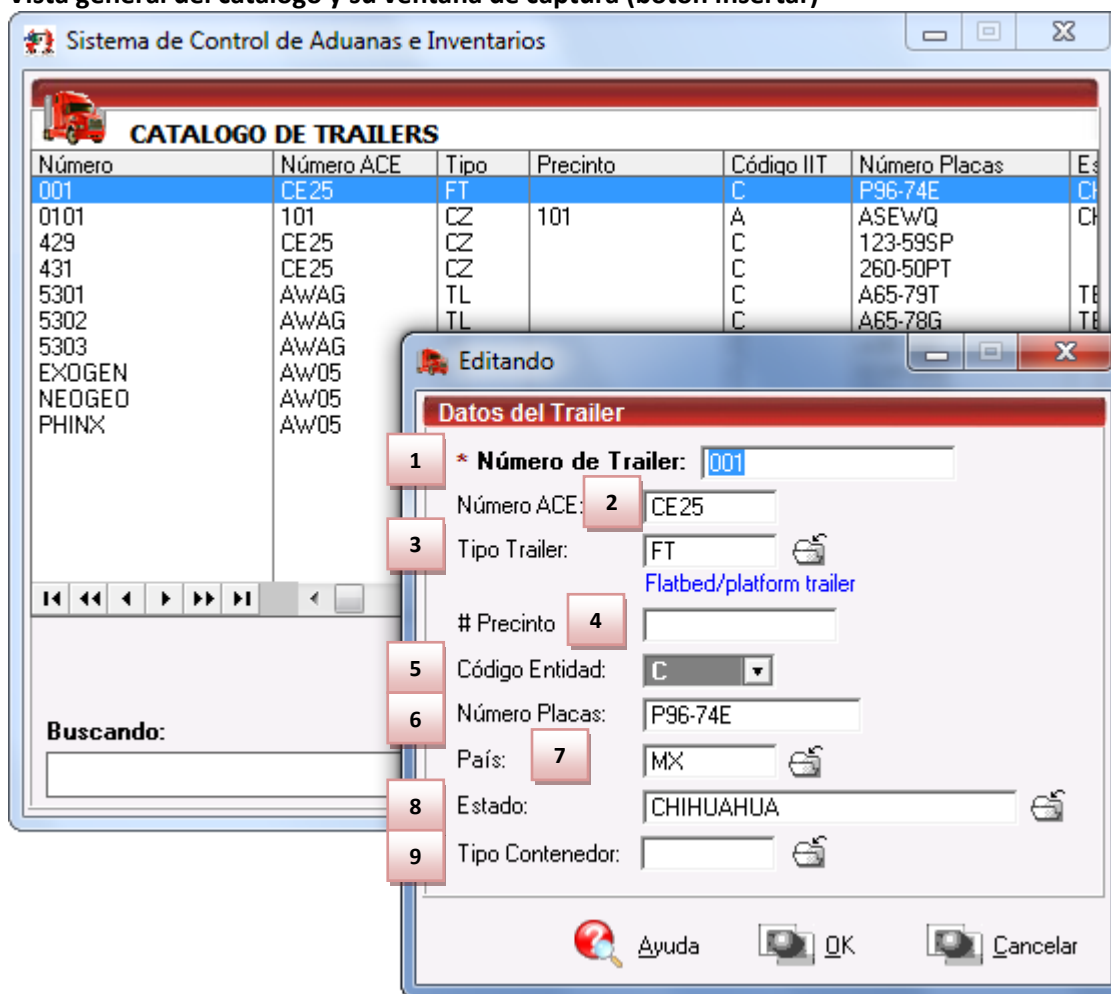 Vista general del catálogo y su ventana de captura (botón Insertar)
Sistema de Control de Aduanas e Inventarios
CATALOGO DE TRAILERS
Número Número ACE Tipo Precinto Código IIT Número Placas
001 CE25 FT C P96-74E
0101 101 CZ 101 A ASEWQ
429 CE25 CZ C 123-59SP
431 CE25 CZ C 260-50PT
5301 AWAG TL C A65-79T
5302 AWAG TL C A65-78G
5303 AWAG
EXOGEN AW05
NEOGEO AW05
PHINX AW05
Buscando:
Editando
Datos del Trailer
1 * Número de Trailer: 001
Número ACE: 2 CE25
3 Tipo Trailer: FT
Flatbed/platform trailer
# Precinto 4
5 Código Entidad: C
6 Número Placas: P96-74E
País: 7 MX
8 Estado: CHIHUAHUA
9 Tipo Contenedor:
Ayuda OK Cancelar